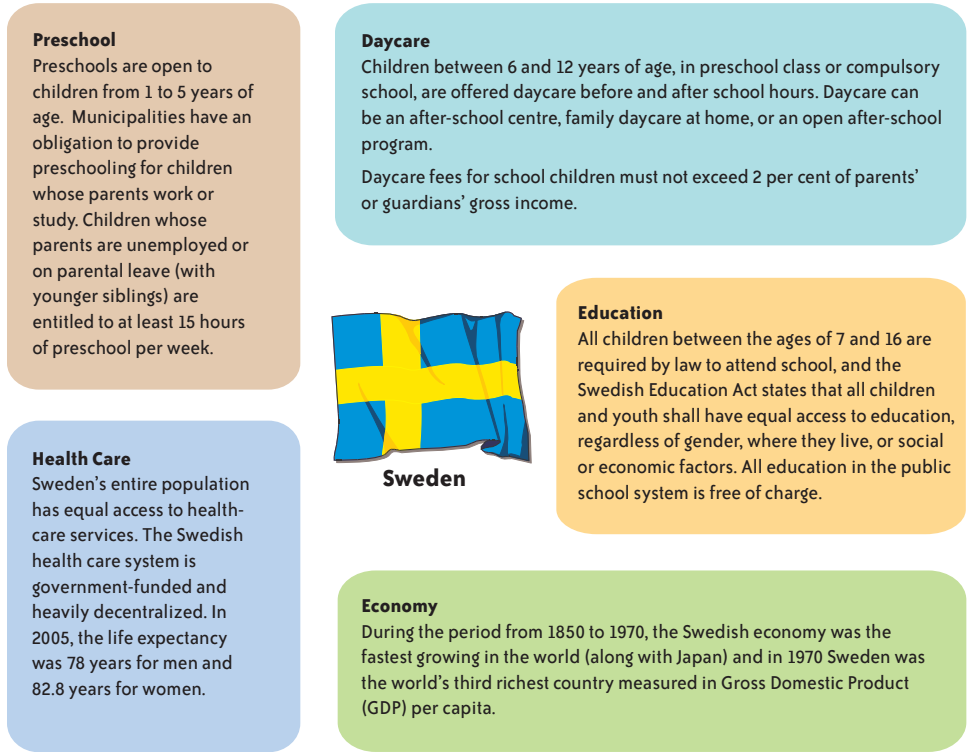 Preschool
Preschools are open to
children from 1 to 5 years of
age. Municipalities have an
obligation to provide
preschooling for children
whose parents work or
study. Children whose
parents are unemployed or
on parental leave (with
younger siblings) are
entitled to at least 15 hours
of preschool per week.
Daycare
Children between 6 and 12 years of age, in preschool class or compulsory
school, are offered daycare before and after school hours. Daycare can
be an after-school centre, family daycare at home, or an open after-school
program.
Daycare fees for school children must not exceed 2 per cent of parents’
or guardians’ gross income.
Education
All children between the ages of 7 and 16 are
required by law to attend school, and the
Swedish Education Act states that all children
and youth shall have equal access to education,
regardless of gender, where they live, or social
or economic factors. All education in the public
school system is free of charge.
Sweden
Health Care
Sweden’s entire population
has equal access to health-
care services. The Swedish
health care system is
government-funded and
heavily decentralized. In
2005, the life expectancy
was 78 years for men and
82.8 years for women.
Economy
During the period from 1850 to 1970, the Swedish economy was the
fastest growing in the world (along with Japan) and in 1970 Sweden was
the world’s third richest country measured in Gross Domestic Product
(GDP) per capita.